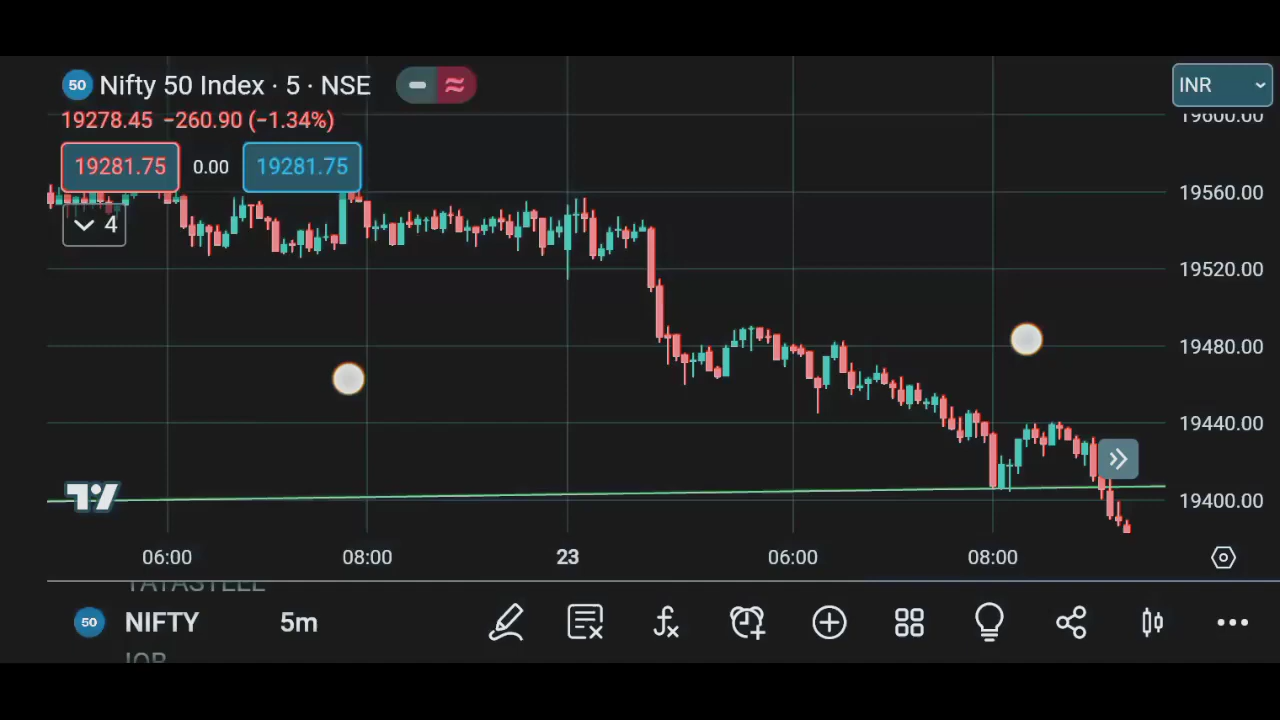 50 Nifty 50 Index · 5 · NSE
INR
19278.45 −260.90 (−1.34%)
19600.00
19281.75 0.00 19281.75
19560.00
4
19520.00
19480.00
19440.00
19400.00
06:00 08:00 23 06:00 08:00
TATASTEEL
50 NIFTY 5m
IOB